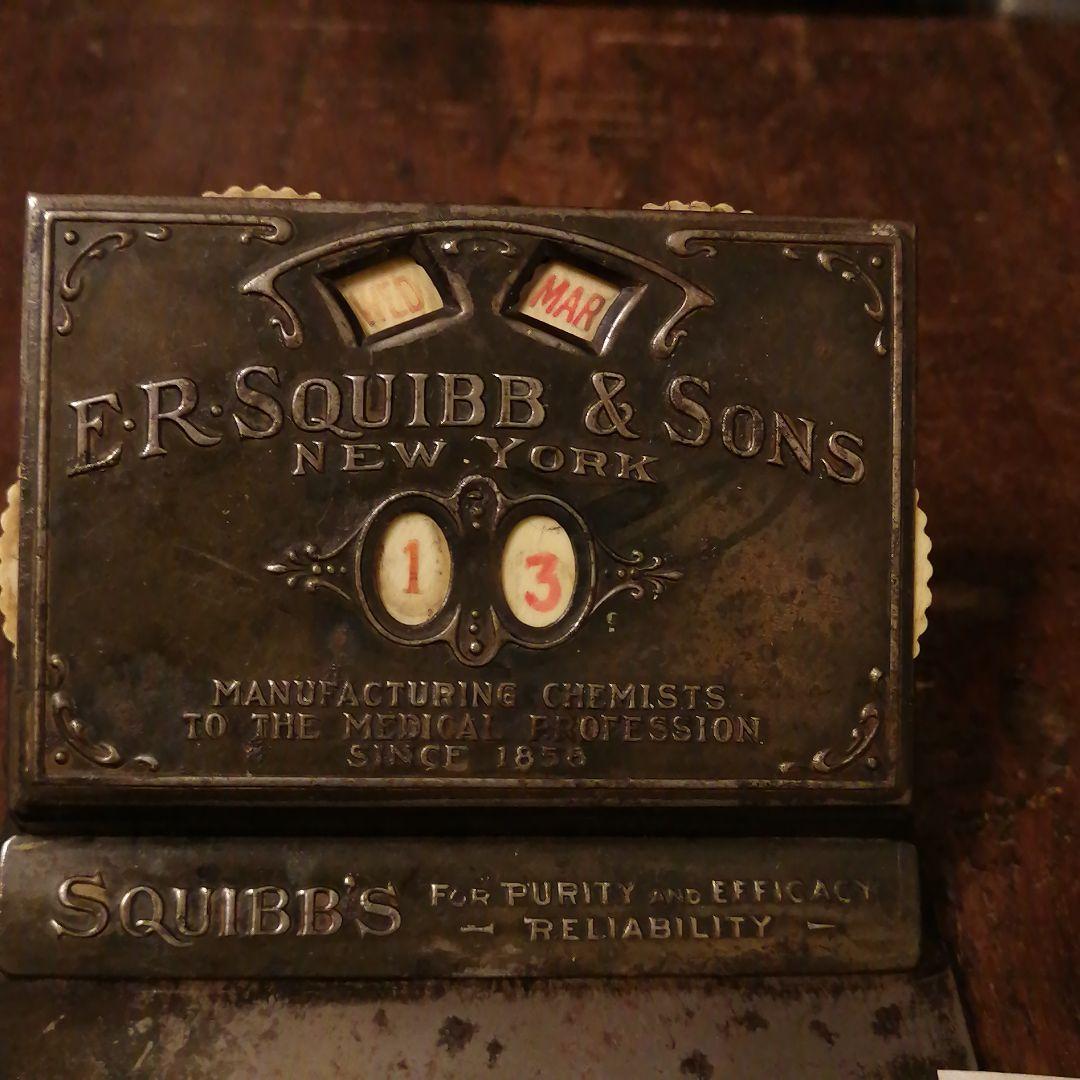 WED MAR
E·R·SQUIBB & SONS
NEW YORK
1 3
MANUFACTURING CHEMISTS
TO THE MEDICAL PROFESSION
SINCE 1858
SQUIBB'S FOR PURITY AND EFFICACY
- RELIABILITY -